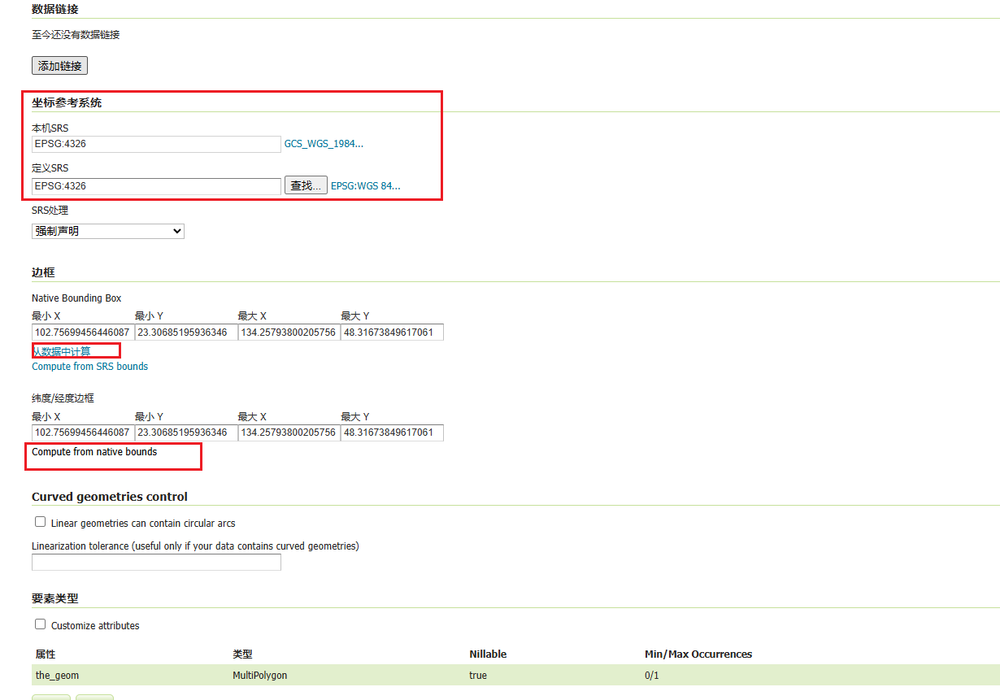 数据链接
至今还没有数据链接
添加链接
坐标参考系统
本机SRS
EPSG:4326 GCS_WGS_1984...
定义SRS
EPSG:4326 查找... EPSG:WGS 84...
SRS处理
强制声明
边框
Native Bounding Box
最小 X 最小 Y 最大 X 最大 Y
102.75699456446087 23.30685195936346 134.25793800205756 48.31673849617061
从数据中计算
Compute from SRS bounds
纬度/经度边框
最小 X 最小 Y 最大 X 最大 Y
102.75699456446087 23.30685195936346 134.25793800205756 48.31673849617061
Compute from native bounds
Curved geometries control
Linear geometries can contain circular arcs
Linearization tolerance (useful only if your data contains curved geometries)
要素类型
Customize attributes
属性 类型 Nillable Min/Max Occurrences
the_geom MultiPolygon true 0/1